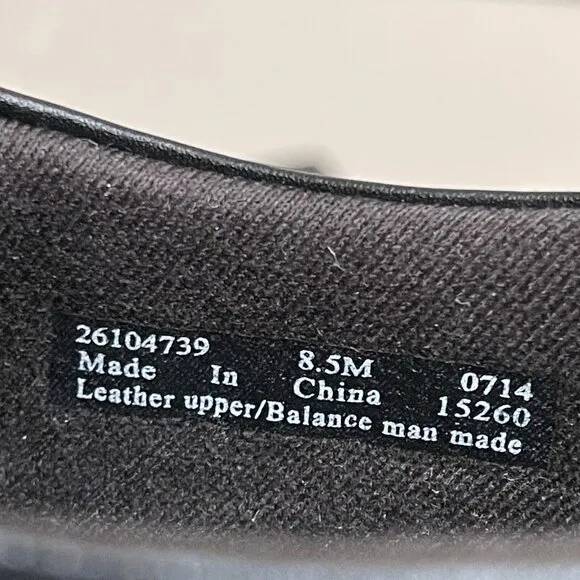 26104739 8.5M 0714
Made In China 15260
Leather upper/Balance man made